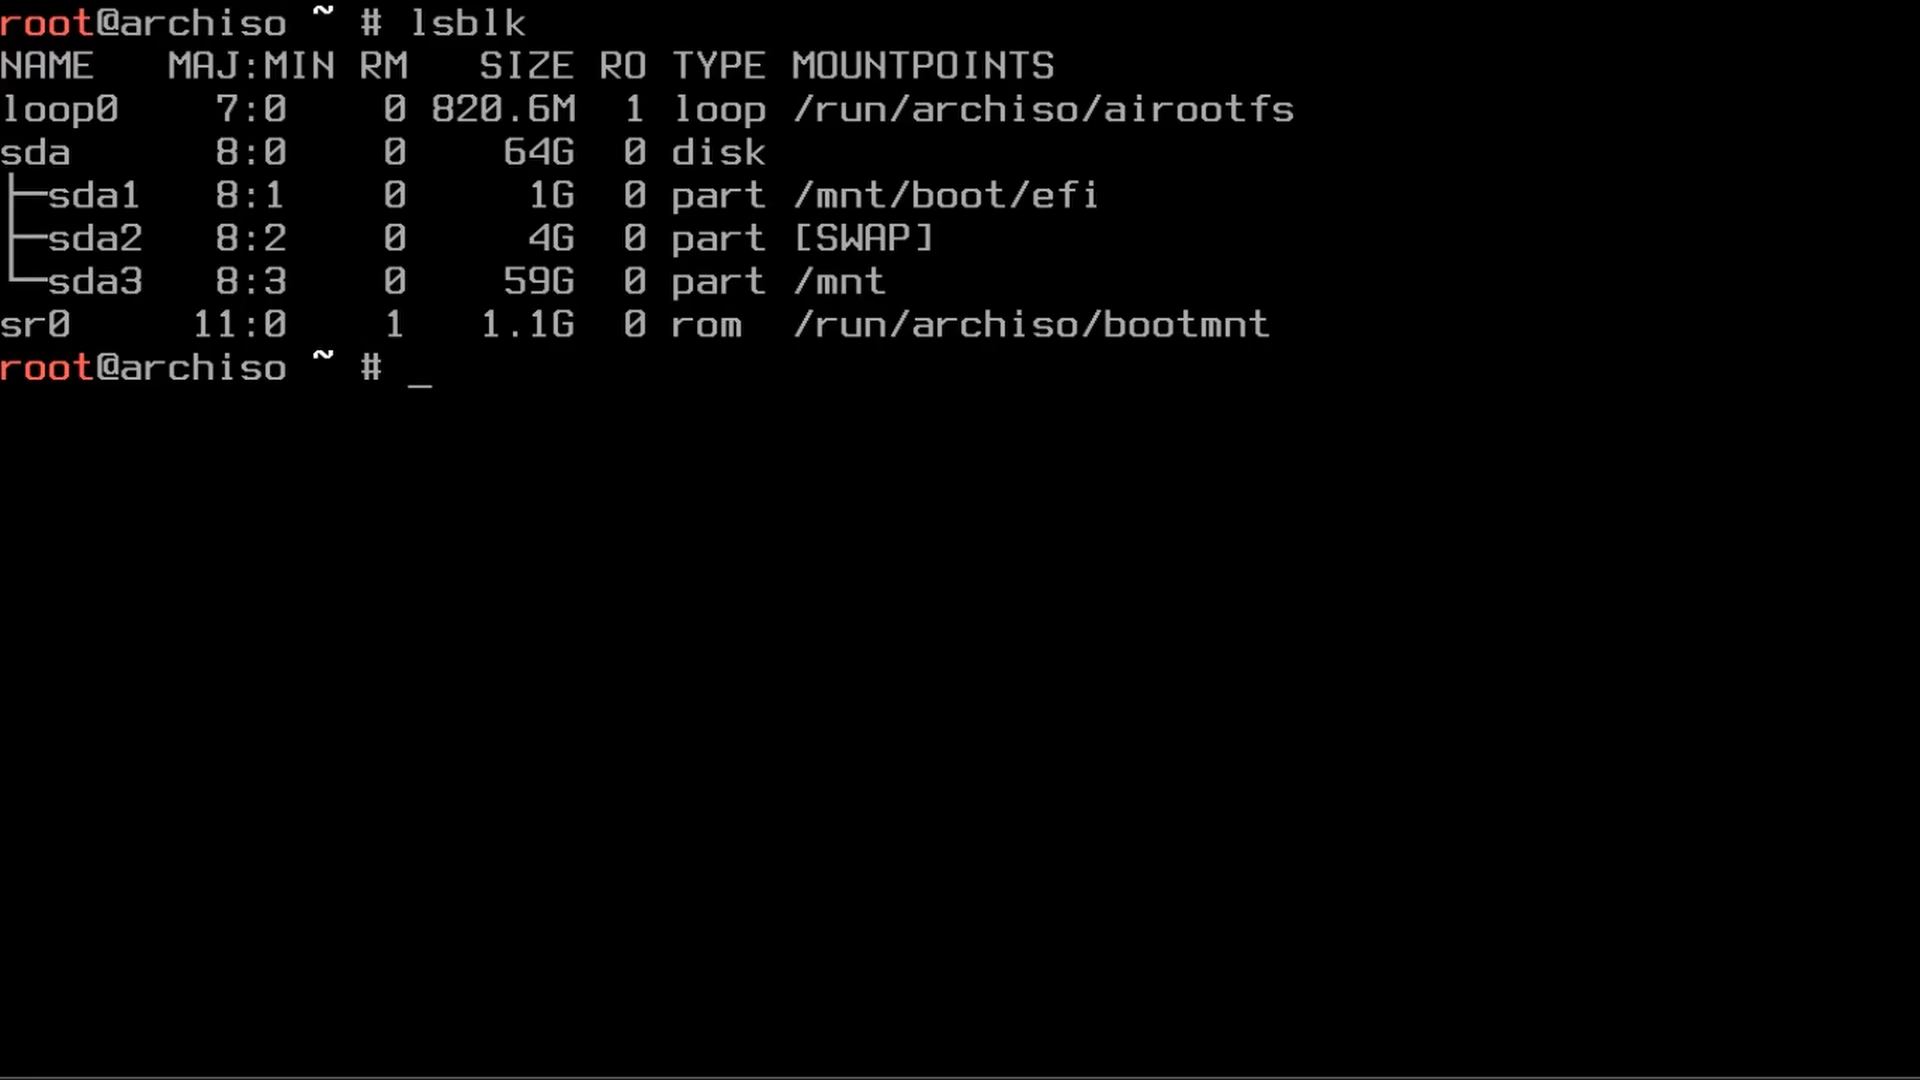 root@archiso ~ # lsblk
NAME   MAJ:MIN RM   SIZE RO TYPE MOUNTPOINTS
loop0    7:0    0 820.6M  1 loop /run/archiso/airootfs
sda      8:0    0    64G  0 disk
├─sda1   8:1    0     1G  0 part /mnt/boot/efi
├─sda2   8:2    0     4G  0 part [SWAP]
└─sda3   8:3    0    59G  0 part /mnt
sr0     11:0    1   1.1G  0 rom  /run/archiso/bootmnt
root@archiso ~ # _